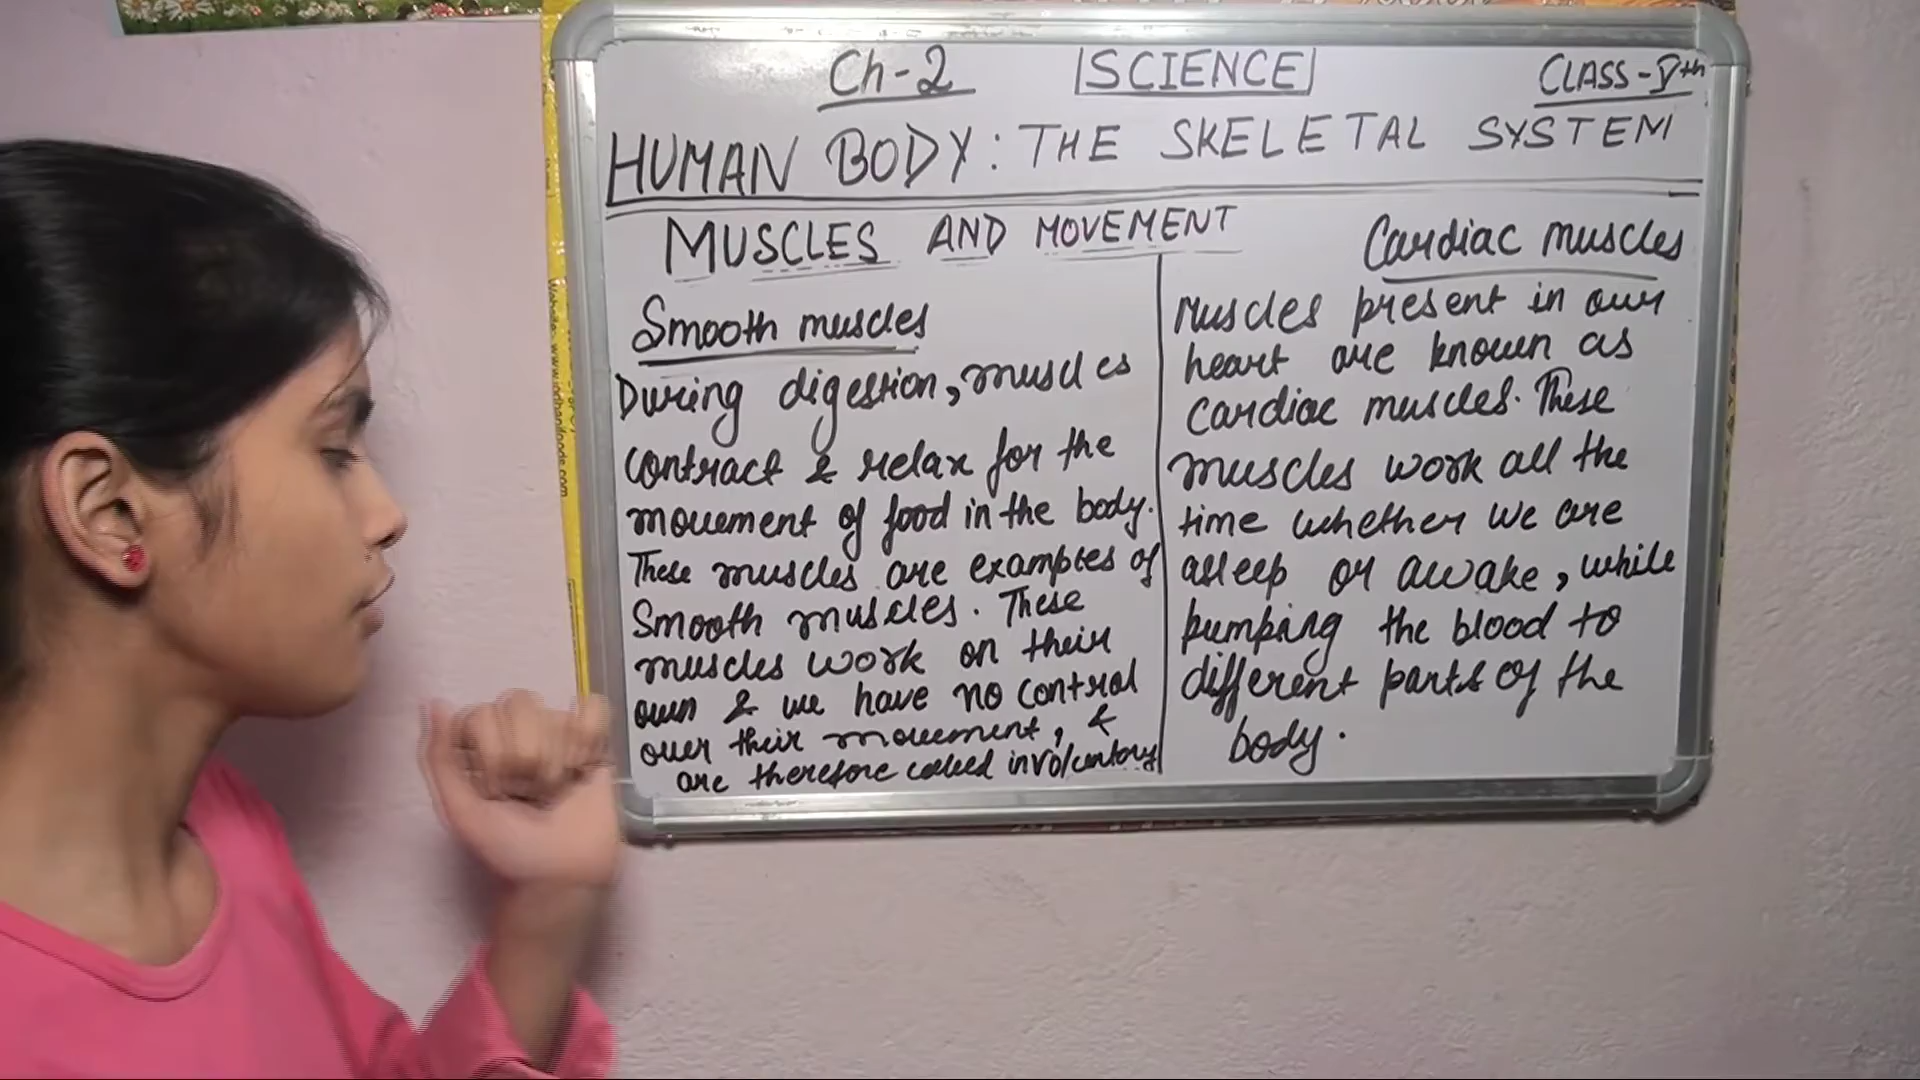 Ch-2 SCIENCE CLASS-Vth
HUMAN BODY: THE SKELETAL SYSTEM
MUSCLES AND MOVEMENT
Smooth muscles
During digestion, muscles
contract & relax for the
movement of food in the body.
These muscles are examples of
Smooth muscles. These
muscles work on their
own & we have no control
over their movement, &
are therefore called involuntary
Cardiac muscles
Muscles present in our
heart are known as
cardiac muscles. These
muscles work all the
time whether we are
asleep or awake, while
pumping the blood to
different parts of the
body.